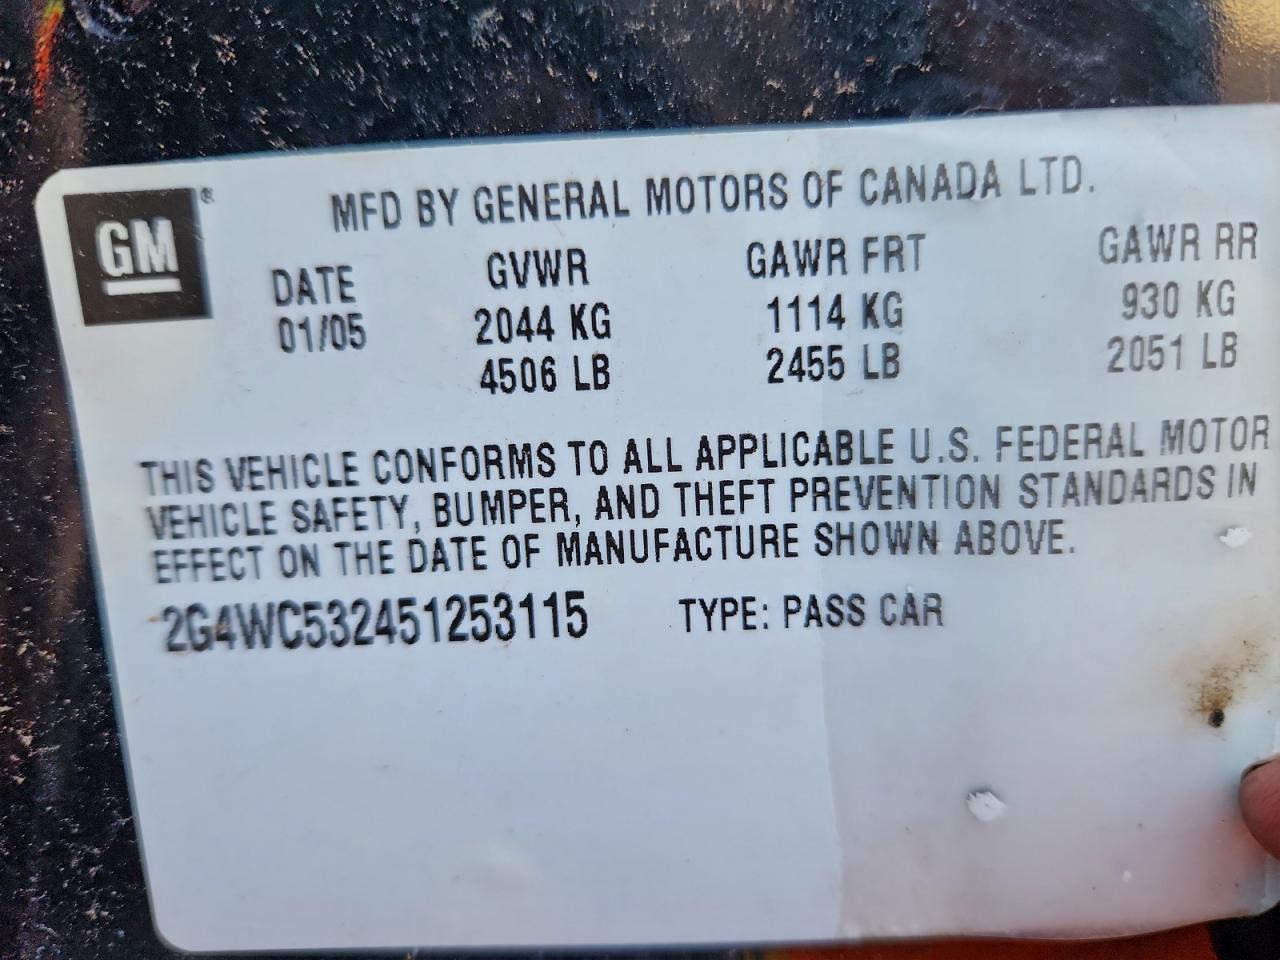 GM ®
MFD BY GENERAL MOTORS OF CANADA LTD.
DATE GVWR GAWR FRT GAWR RR
01/05 2044 KG 1114 KG 930 KG
4506 LB 2455 LB 2051 LB
THIS VEHICLE CONFORMS TO ALL APPLICABLE U.S. FEDERAL MOTOR
VEHICLE SAFETY, BUMPER, AND THEFT PREVENTION STANDARDS IN
EFFECT ON THE DATE OF MANUFACTURE SHOWN ABOVE.
2G4WC532451253115 TYPE: PASS CAR